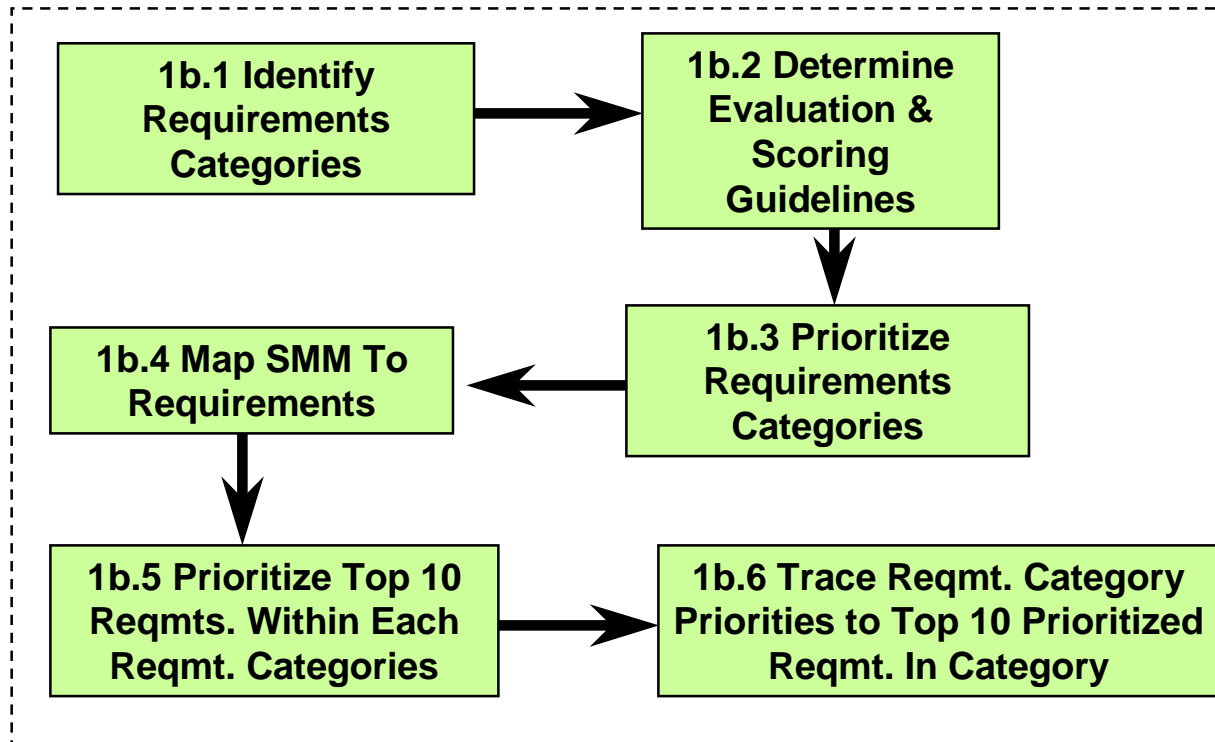 1b.1 Identify
Requirements
Categories
1b.2 Determine
Evaluation &
Scoring
Guidelines
1b.3 Prioritize
Requirements
Categories
1b.4 Map SMM To
Requirements
1b.5 Prioritize Top 10
Reqmts. Within Each
Reqmt. Categories
1b.6 Trace Reqmt. Category
Priorities to Top 10 Prioritized
Reqmt. In Category